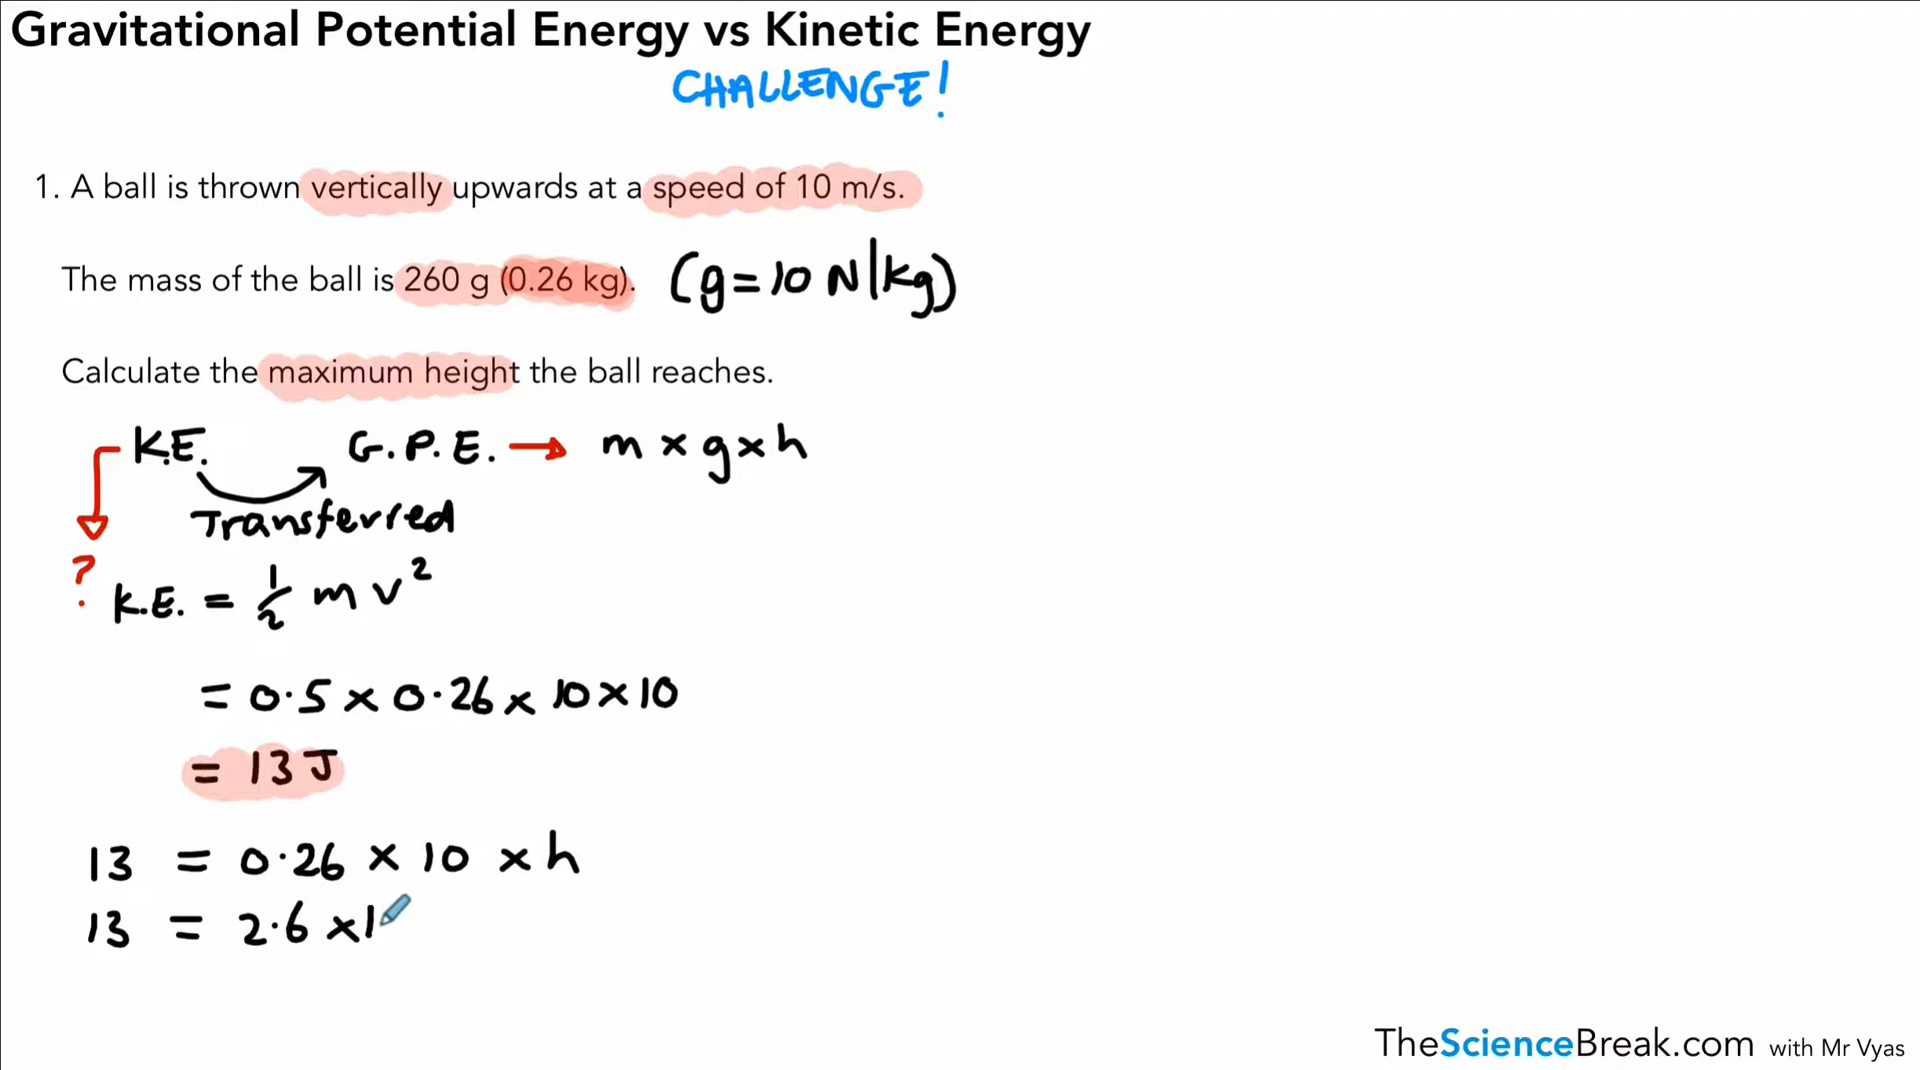 Gravitational Potential Energy vs Kinetic Energy
CHALLENGE!
1. A ball is thrown vertically upwards at a speed of 10 m/s.
The mass of the ball is 260 g (0.26 kg). (g=10 N/kg)
Calculate the maximum height the ball reaches.
K.E. G.P.E. → m × g × h
Transferred
?
K.E. = 1/2 m v²
= 0.5 × 0.26 × 10 × 10
= 13 J
13 = 0.26 × 10 × h
13 = 2.6 ×
TheScienceBreak.com with Mr Vyas